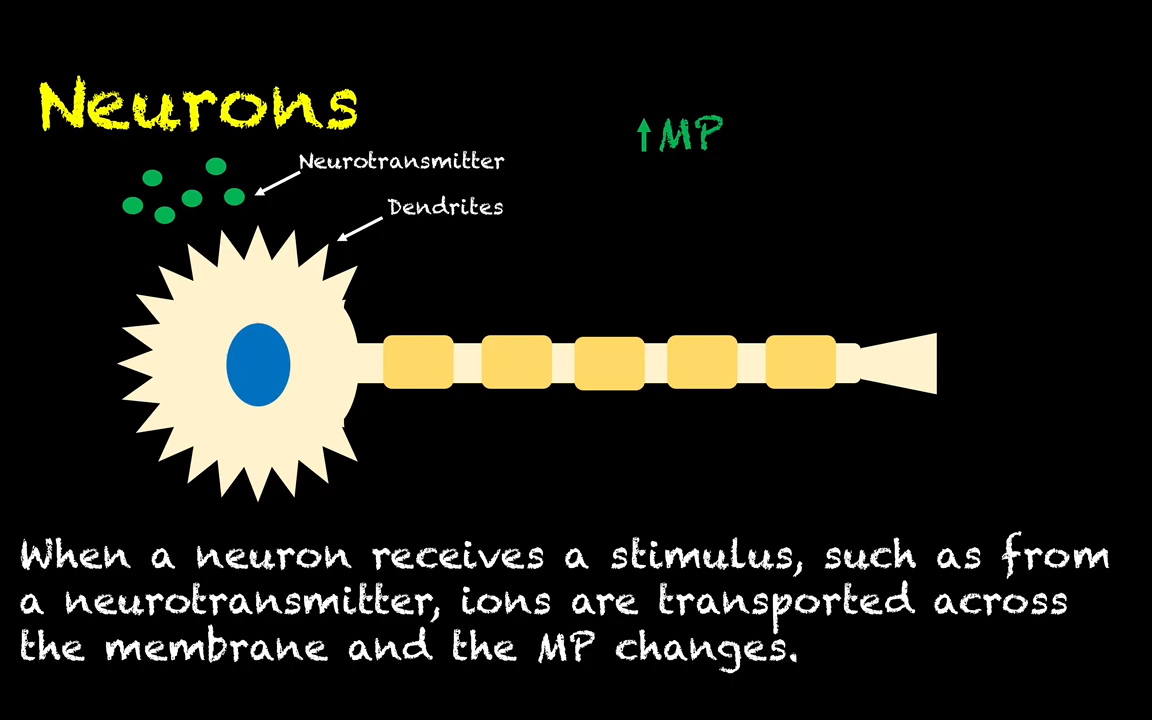 Neurons
↑MP
Neurotransmitter
Dendrites
When a neuron receives a stimulus, such as from
a neurotransmitter, ions are transported across
the membrane and the MP changes.